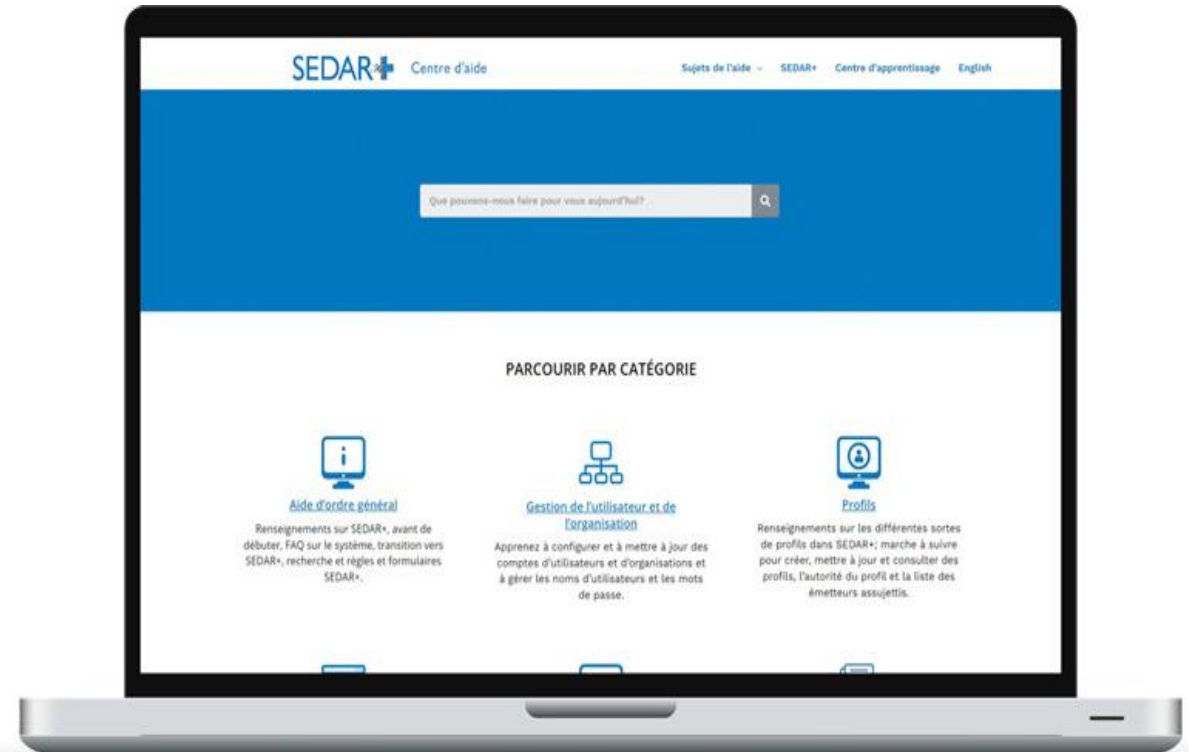 SEDAR+ Centre d'aide
Sujets de l'aide SEDAR+ Centre d'apprentissage English
Que pouvons-nous faire pour vous aujourd'hui?
PARCOURIR PAR CATÉGORIE
Aide d'ordre général
Renseignements sur SEDAR+, avant de
débuter, FAQ sur le système, transition vers
SEDAR+, recherche et règles et formulaires
SEDAR+.
Gestion de l'utilisateur et de
l'organisation
Apprenez à configurer et à mettre à jour des
comptes d'utilisateurs et d'organisations et
à gérer les noms d'utilisateurs et les mots
de passe.
Profils
Renseignements sur les différentes sortes
de profils dans SEDAR+; marche à suivre
pour créer, mettre à jour et consulter des
profils, l'autorité du profil et la liste des
émetteurs assujettis.